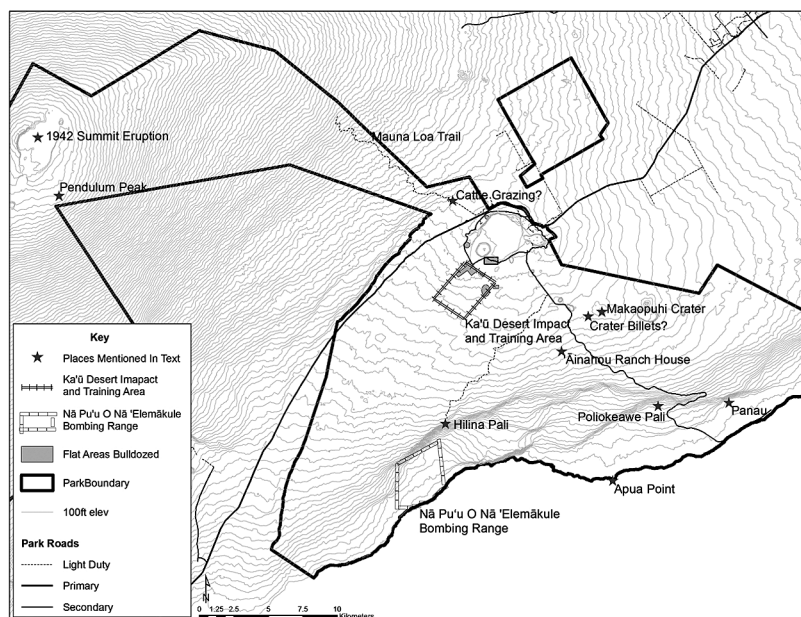 1942 Summit Eruption
Mauna Loa Trail
Pendulum Peak
Cattle Grazing?
Makaopuhi Crater
Crater Billets?
Ka'ū Desert Impact
and Training Area
Āinahou Ranch House
Poliokeawe Pali
Panau
Hilina Pali
Apua Point
Nā Pu'u O Nā 'Elemākule
Bombing Range
Key
Places Mentioned In Text
Ka'ū Desert Imapact
and Training Area
Nā Pu'u O Nā 'Elemākule
Bombing Range
Flat Areas Bulldozed
ParkBoundary
100ft elev
Park Roads
Light Duty
Primary
Secondary
N
0 1.25 2.5 5 7.5 10
Kilometers